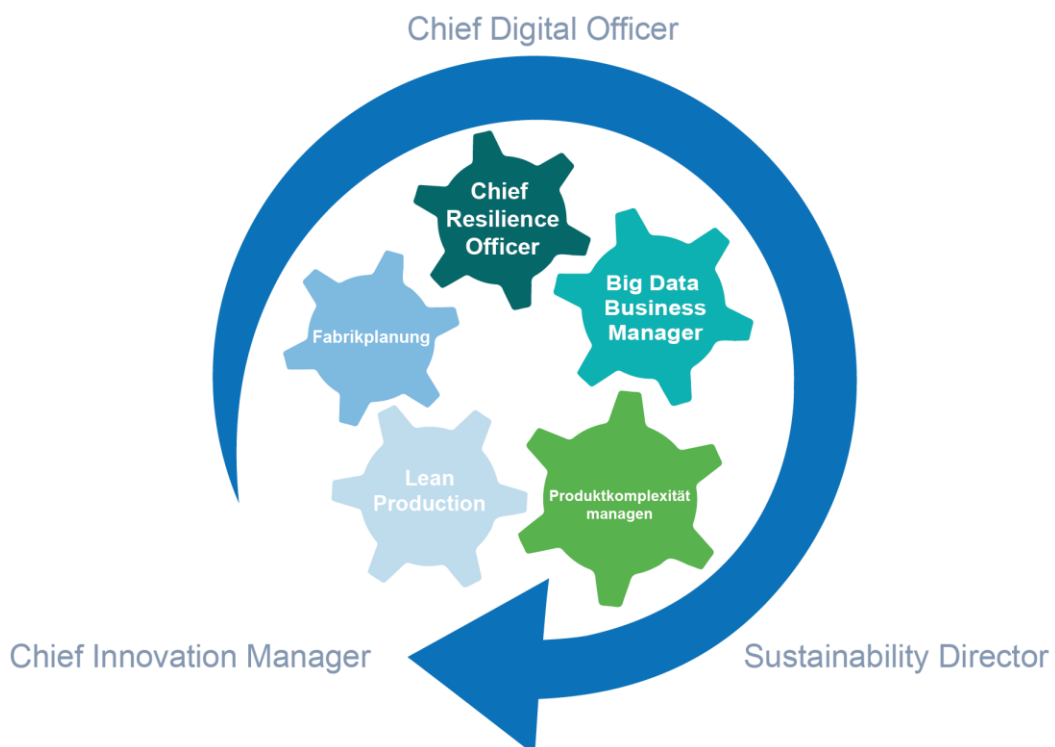 Chief Digital Officer
Chief
Resilience
Officer
Big Data
Business
Manager
Fabrikplanung
Lean
Production
Produktkomplexität
managen
Chief Innovation Manager
Sustainability Director